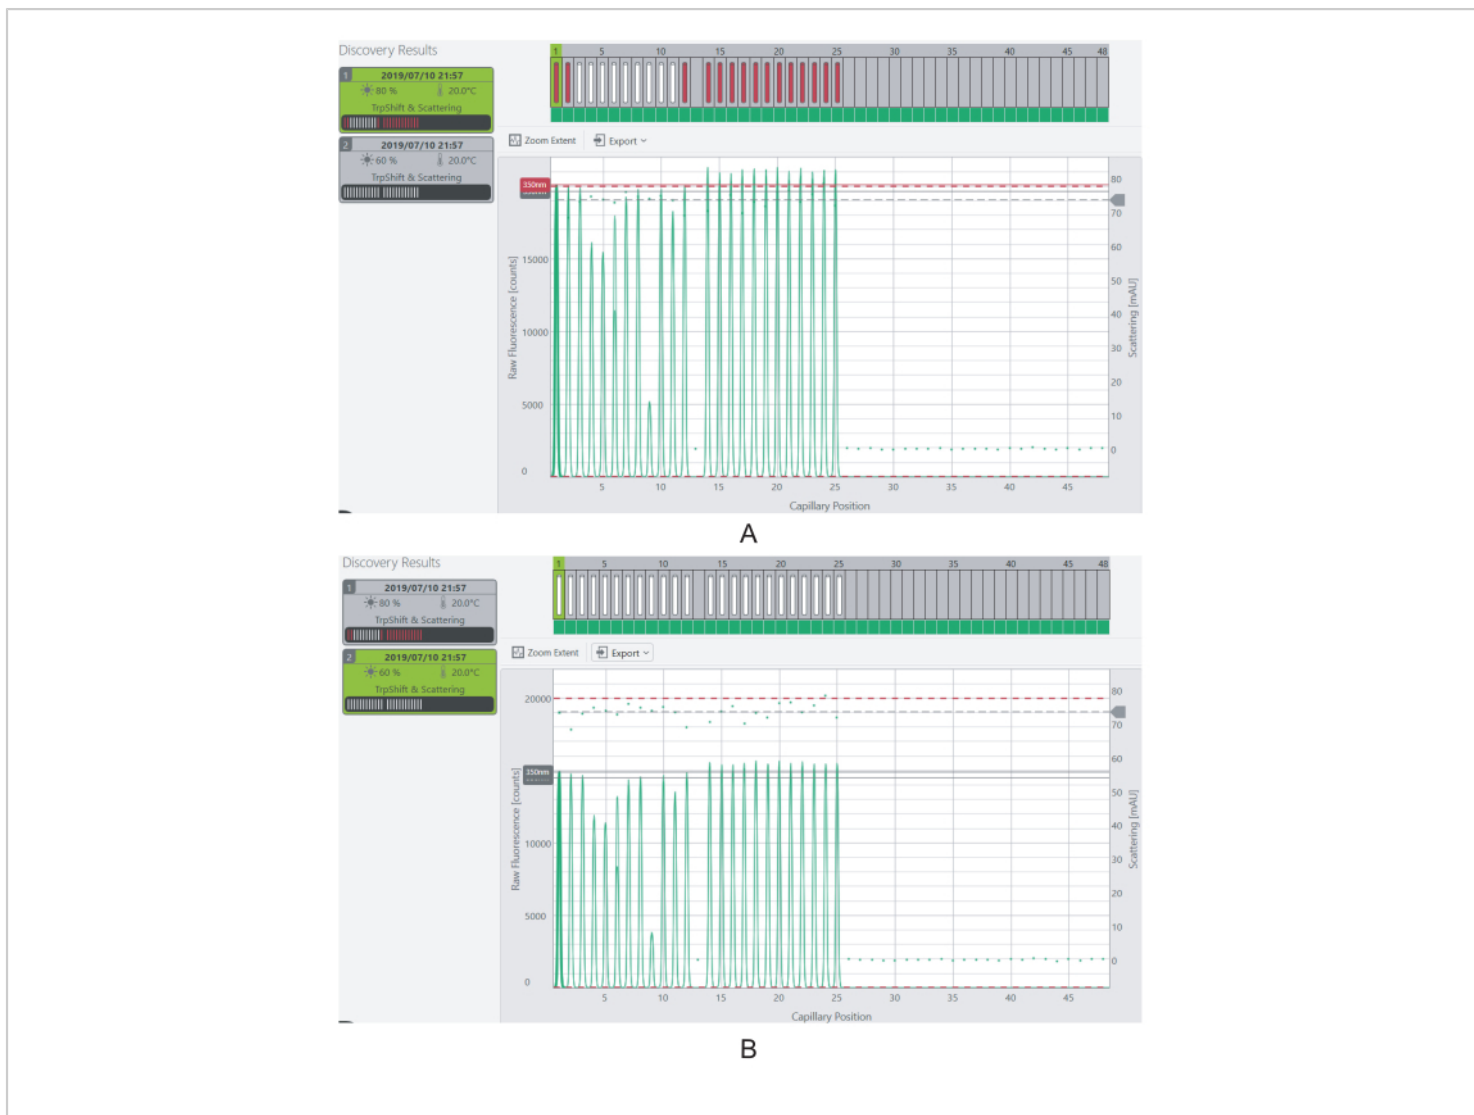 Discovery Results
1 2019/07/10 21:57
80 % 20.0°C
TrpShift & Scattering
2 2019/07/10 21:57
60 % 20.0°C
TrpShift & Scattering
1 5 10 15 20 25 30 35 40 45 48
Zoom Extent Export
350nm
Raw Fluorescence [counts]
15000
10000
5000
0
80
70
60
50
40
30
20
10
0
Scattering [mAU]
5 10 15 20 25 30 35 40 45
Capillary Position
A
Discovery Results
1 2019/07/10 21:57
80 % 20.0°C
TrpShift & Scattering
2 2019/07/10 21:57
60 % 20.0°C
TrpShift & Scattering
1 5 10 15 20 25 30 35 40 45 48
Zoom Extent Export
20000
350nm
Raw Fluorescence [counts]
10000
5000
0
80
70
60
50
40
30
20
10
0
Scattering [mAU]
5 10 15 20 25 30 35 40 45
Capillary Position
B